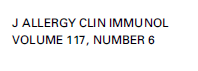 J ALLERGY CLIN IMMUNOL
VOLUME 117, NUMBER 6